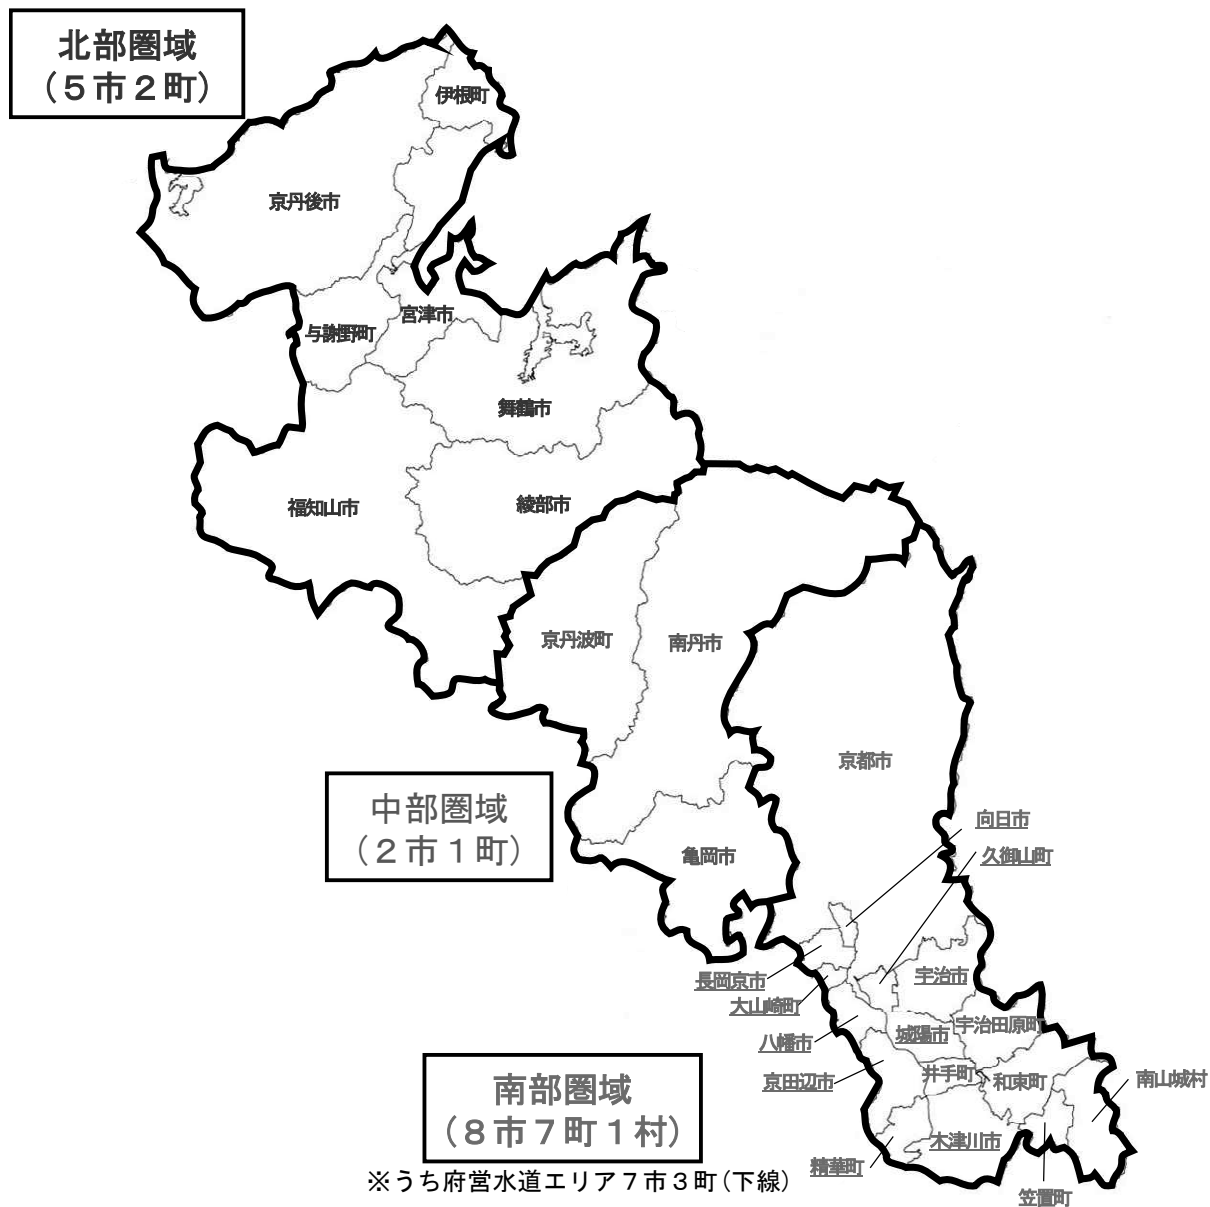 北部圏域
(５市２町)
伊根町
京丹後市
宮津市
与謝野町
舞鶴市
福知山市
綾部市
京丹波町
南丹市
京都市
中部圏域
(２市１町)
向日市
久御山町
亀岡市
長岡京市
宇治市
大山崎町
宇治田原町
城陽市
八幡市
井手町
和束町
南山城村
京田辺市
南部圏域
(８市７町１村)
木津川市
精華町
※うち府営水道エリア７市３町(下線)
笠置町